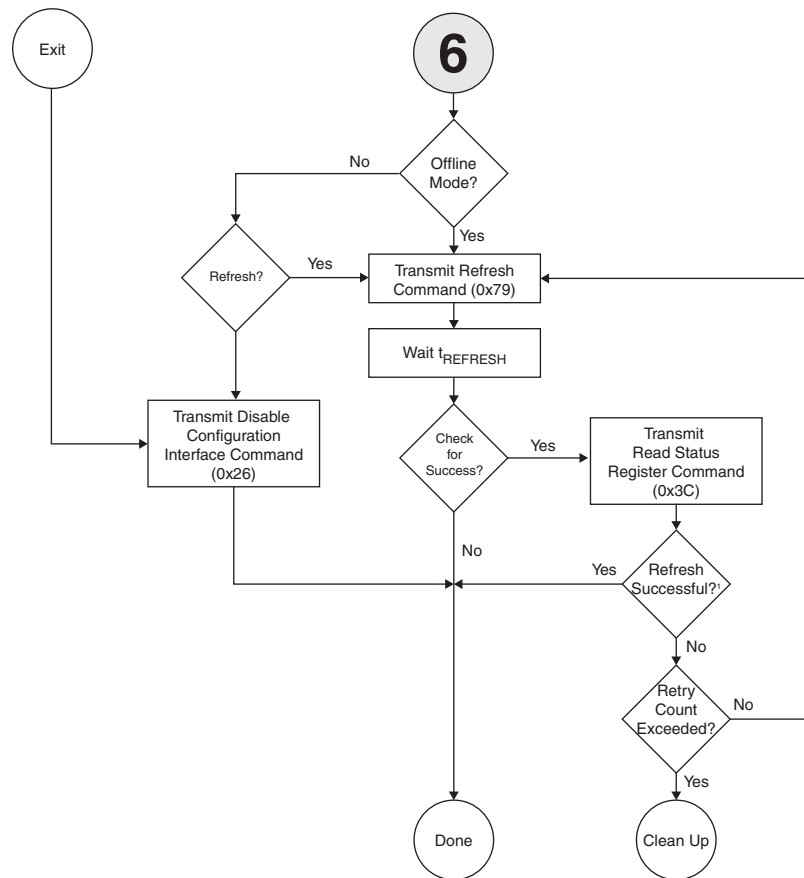 Exit
6
Offline
Mode?
No
Yes
Refresh?
Yes
Transmit Refresh
Command (0x79)
Wait tREFRESH
Transmit Disable
Configuration
Interface Command
(0x26)
Check
for
Success?
Yes
Transmit
Read Status
Register Command
(0x3C)
No
Yes
Refresh
Successful?¹
No
Retry
Count
Exceeded?
No
Yes
Done
Clean Up